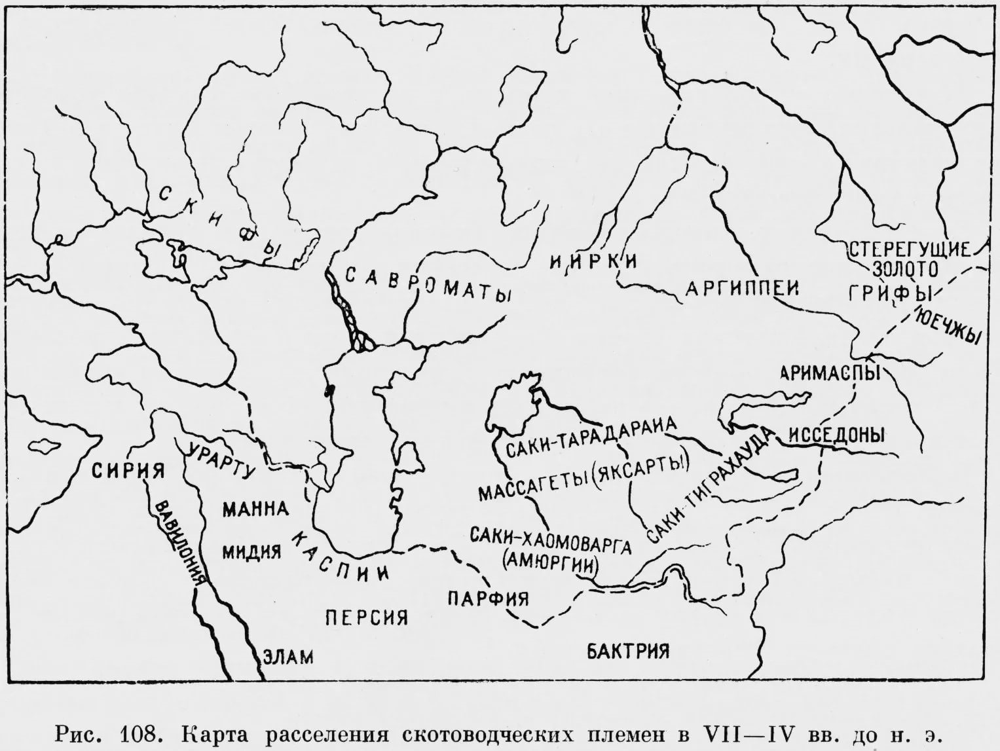 СКИФЫ
САВРОМАТЫ
ИИРКИ
АРГИППЕИ
СТЕРЕГУЩИЕ
ЗОЛОТО
ГРИФЫ
ЮЕЧЖЫ
АРИМАСПЫ
ИССЕДОНЫ
САКИ-ТАРАДАРАИА
МАССАГЕТЫ (ЯКСАРТЫ)
САКИ-ТИГРАХАУДА
САКИ-ХАОМОВАРГА
(АМЮРГИИ)
УРАРТУ
СИРИЯ
МАННА
ВАВИЛОНИЯ
МИДИЯ
КАСПИИ
ПАРФИЯ
ПЕРСИЯ
ЭЛАМ
БАКТРИЯ
Рис. 108. Карта расселения скотоводческих племен в VII—IV вв. до н. э.